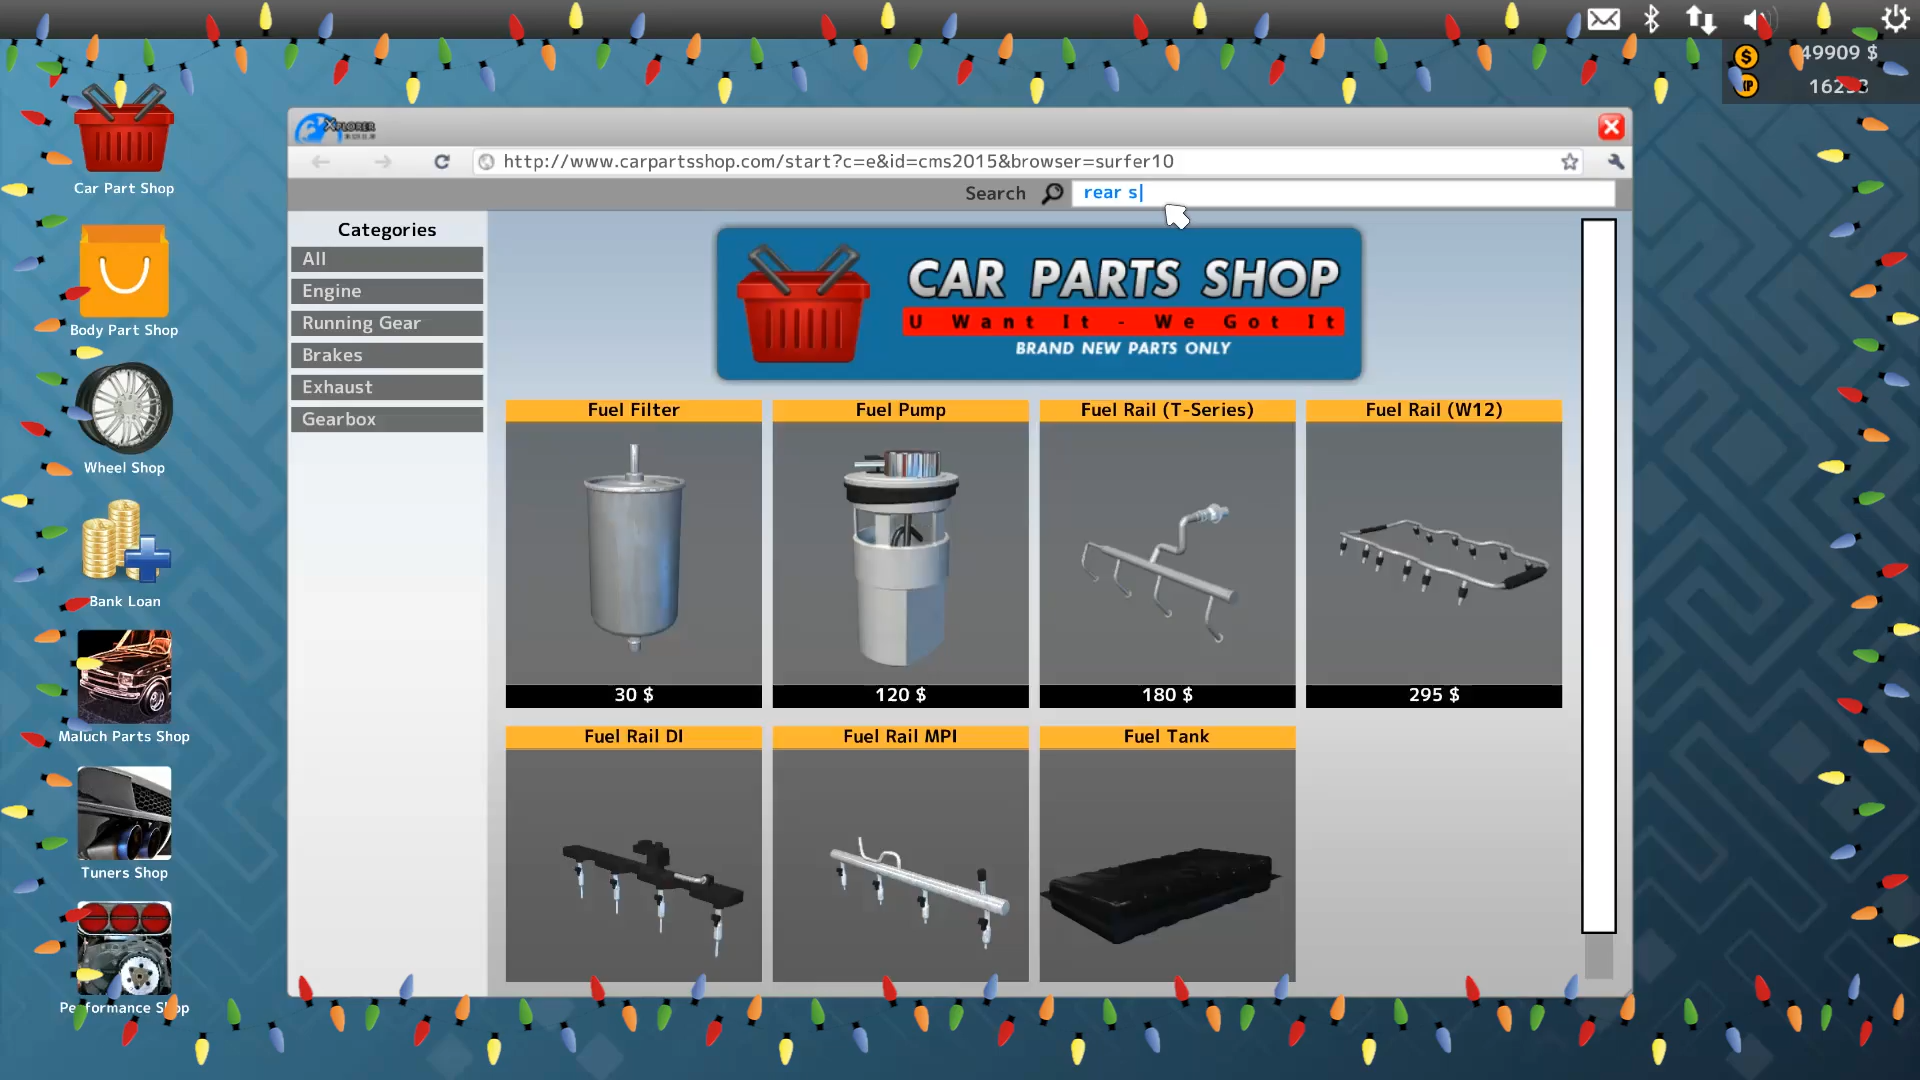 49909 $
Car Part Shop
Body Part Shop
Wheel Shop
Bank Loan
Maluch Parts Shop
Tuners Shop
Performance Shop
XPLORER
http://www.carpartsshop.com/start?c=e&id=cms2015&browser=surfer10
Search
rear s
Categories
All
Engine
Running Gear
Brakes
Exhaust
Gearbox
CAR PARTS SHOP
U Want It - We Got It
BRAND NEW PARTS ONLY
Fuel Filter
Fuel Pump
Fuel Rail (T-Series)
Fuel Rail (W12)
30 $
120 $
180 $
295 $
Fuel Rail DI
Fuel Rail MPI
Fuel Tank